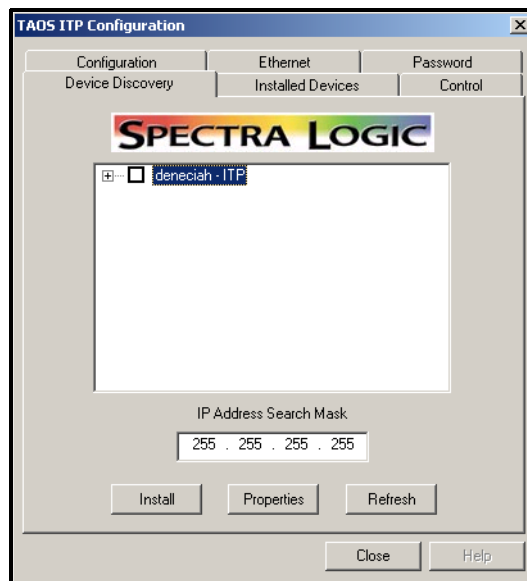 TAOS ITP Configuration
Configuration Ethernet Password
Device Discovery Installed Devices Control
SPECTRA LOGIC
deneciah - ITP
IP Address Search Mask
255 . 255 . 255 . 255
Install Properties Refresh
Close Help